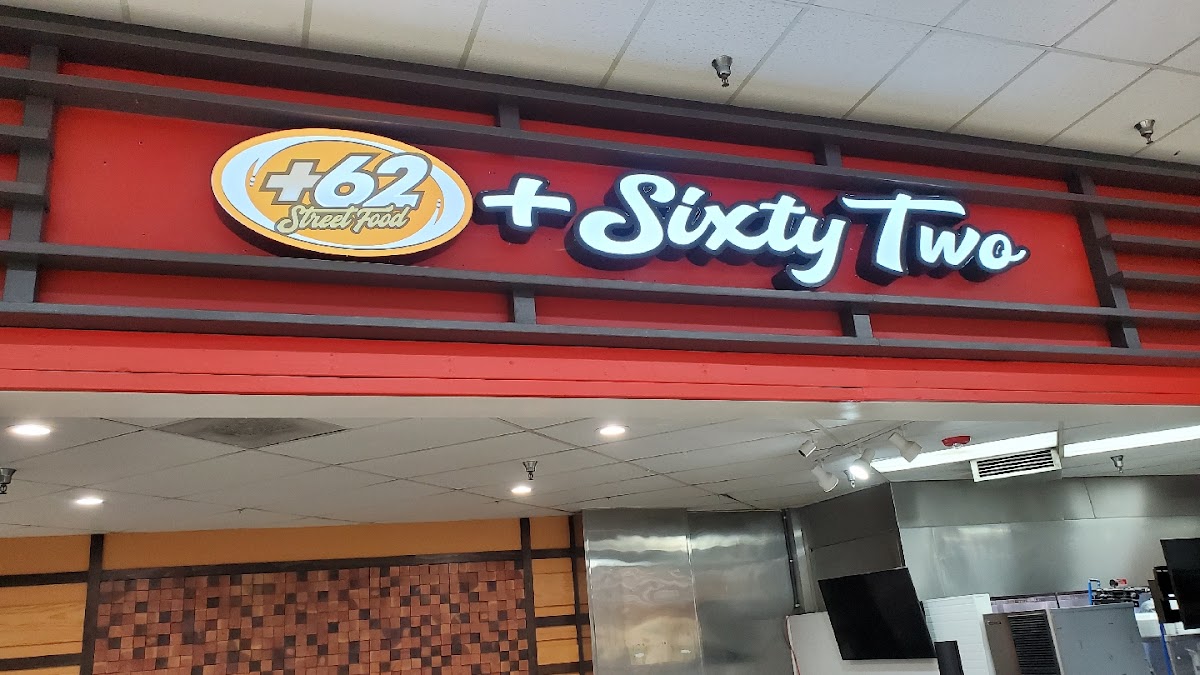 +62
Street Food
+ Sixty Two